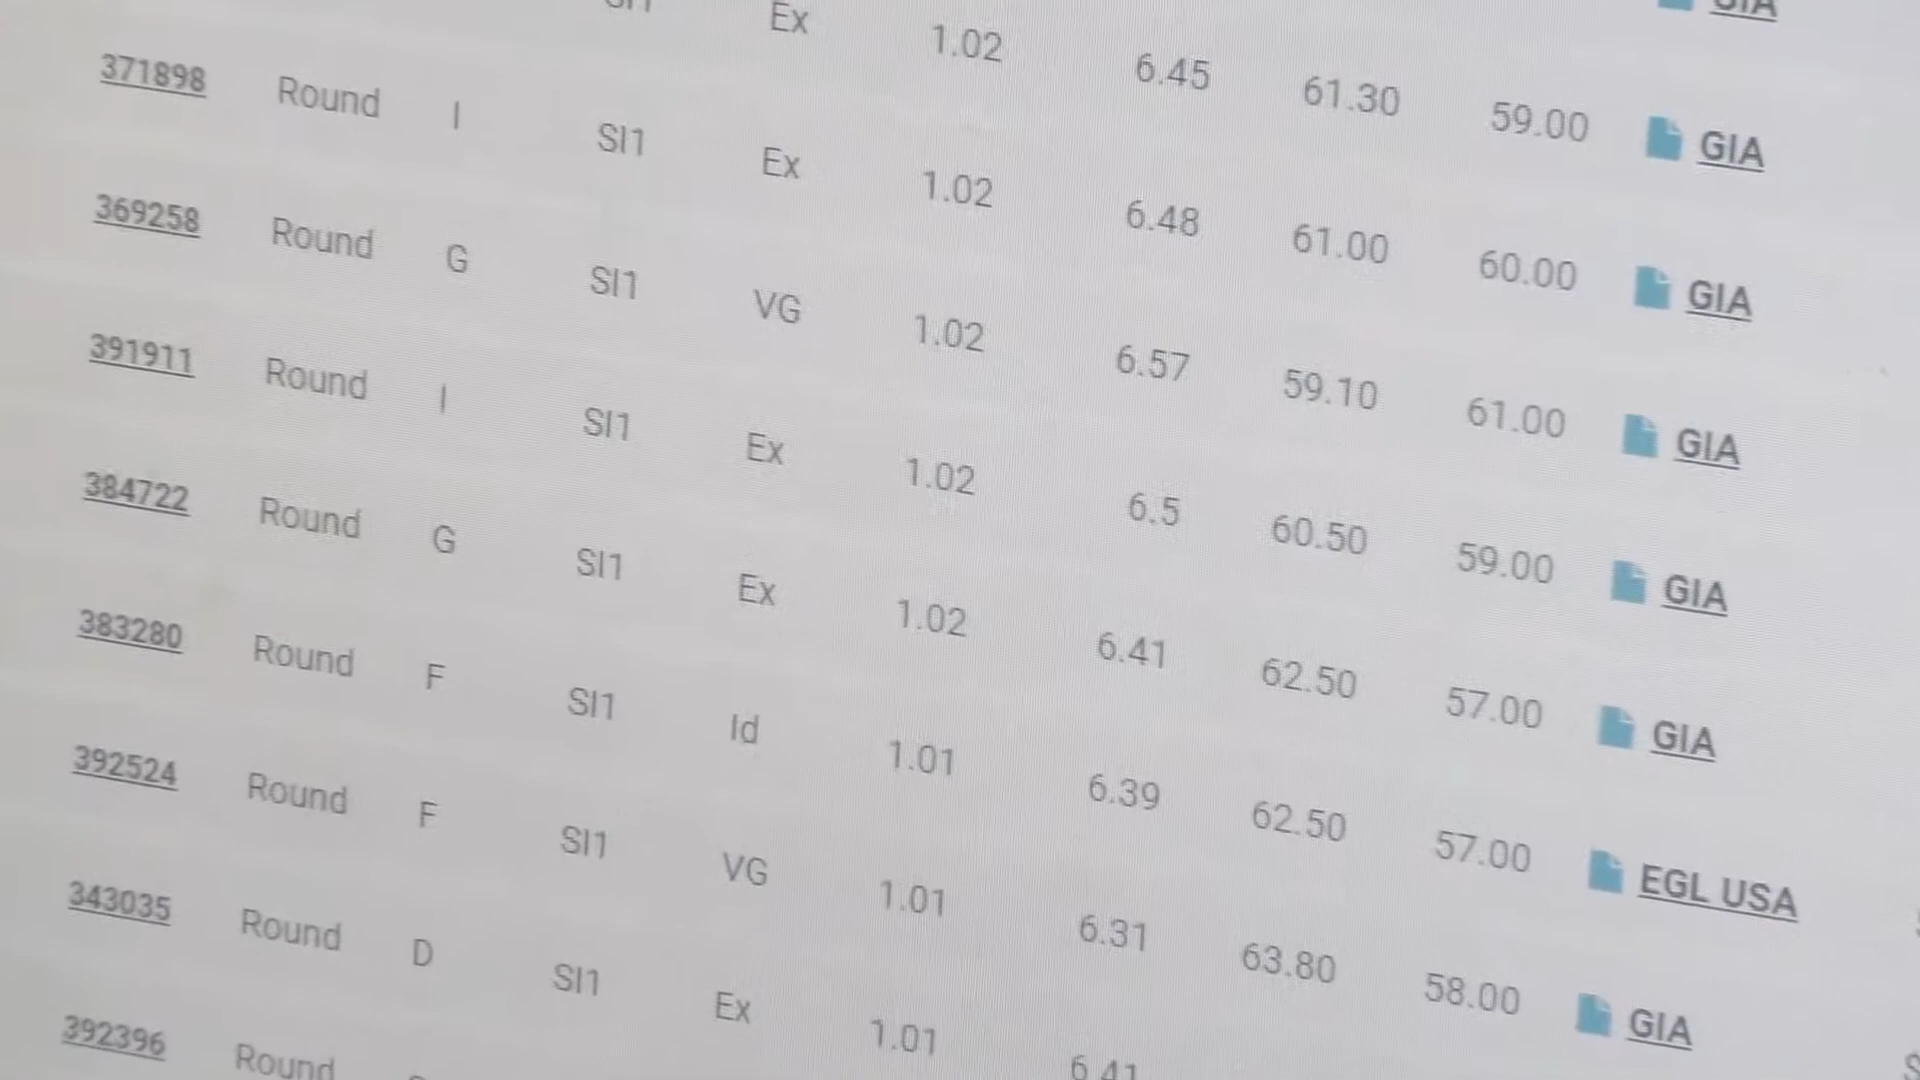 GIA
Ex 1.02 6.45 61.30 59.00 GIA
371898 Round I SI1 Ex 1.02 6.48 61.00 60.00 GIA
369258 Round G SI1 VG 1.02 6.57 59.10 61.00 GIA
391911 Round I SI1 Ex 1.02 6.5 60.50 59.00 GIA
384722 Round G SI1 Ex 1.02 6.41 62.50 57.00 GIA
383280 Round F SI1 Id 1.01 6.39 62.50 57.00 EGL USA
392524 Round F SI1 VG 1.01 6.31 63.80 58.00 GIA
343035 Round D SI1 Ex 1.01 6.41
392396 Round